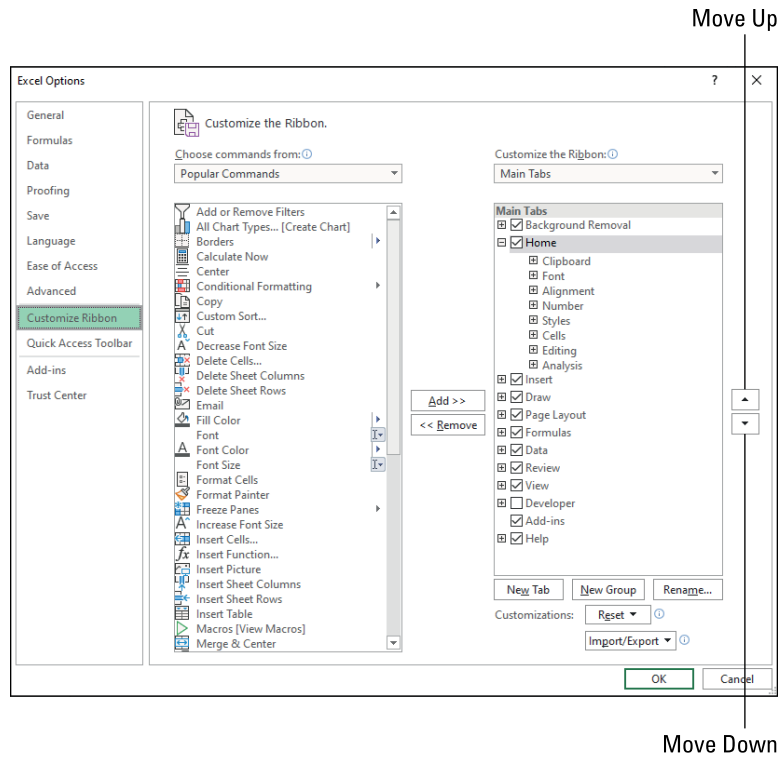 Move Up
Excel Options
?
General
Formulas
Data
Proofing
Save
Language
Ease of Access
Advanced
Customize Ribbon
Quick Access Toolbar
Add-ins
Trust Center
Customize the Ribbon.
Choose commands from:
Popular Commands
Add or Remove Filters
All Chart Types... [Create Chart]
Borders
Calculate Now
Center
Conditional Formatting
Copy
Custom Sort...
Cut
Decrease Font Size
Delete Cells...
Delete Sheet Columns
Delete Sheet Rows
Email
Fill Color
Font
Font Color
Font Size
Format Cells
Format Painter
Freeze Panes
Increase Font Size
Insert Cells...
Insert Function...
Insert Picture
Insert Sheet Columns
Insert Sheet Rows
Insert Table
Macros [View Macros]
Merge & Center
Add >>
<< Remove
Customize the Ribbon:
Main Tabs
Main Tabs
Background Removal
Home
Clipboard
Font
Alignment
Number
Styles
Cells
Editing
Analysis
Insert
Draw
Page Layout
Formulas
Data
Review
View
Developer
Add-ins
Help
New Tab
New Group
Rename...
Customizations:
Reset
Import/Export
OK
Cancel
Move Down